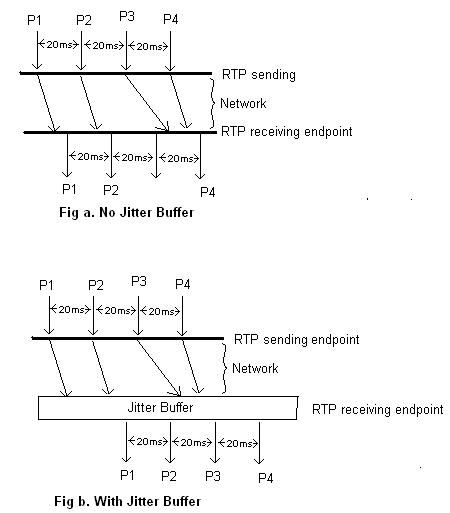 P1 P2 P3 P4
20ms 20ms 20ms
RTP sending
Network
RTP receiving endpoint
20ms 20ms 20ms
P1 P2 P4
Fig a. No Jitter Buffer
P1 P2 P3 P4
20ms 20ms 20ms
RTP sending endpoint
Network
Jitter Buffer
RTP receiving endpoint
20ms 20ms 20ms
P1 P2 P3 P4
Fig b. With Jitter Buffer